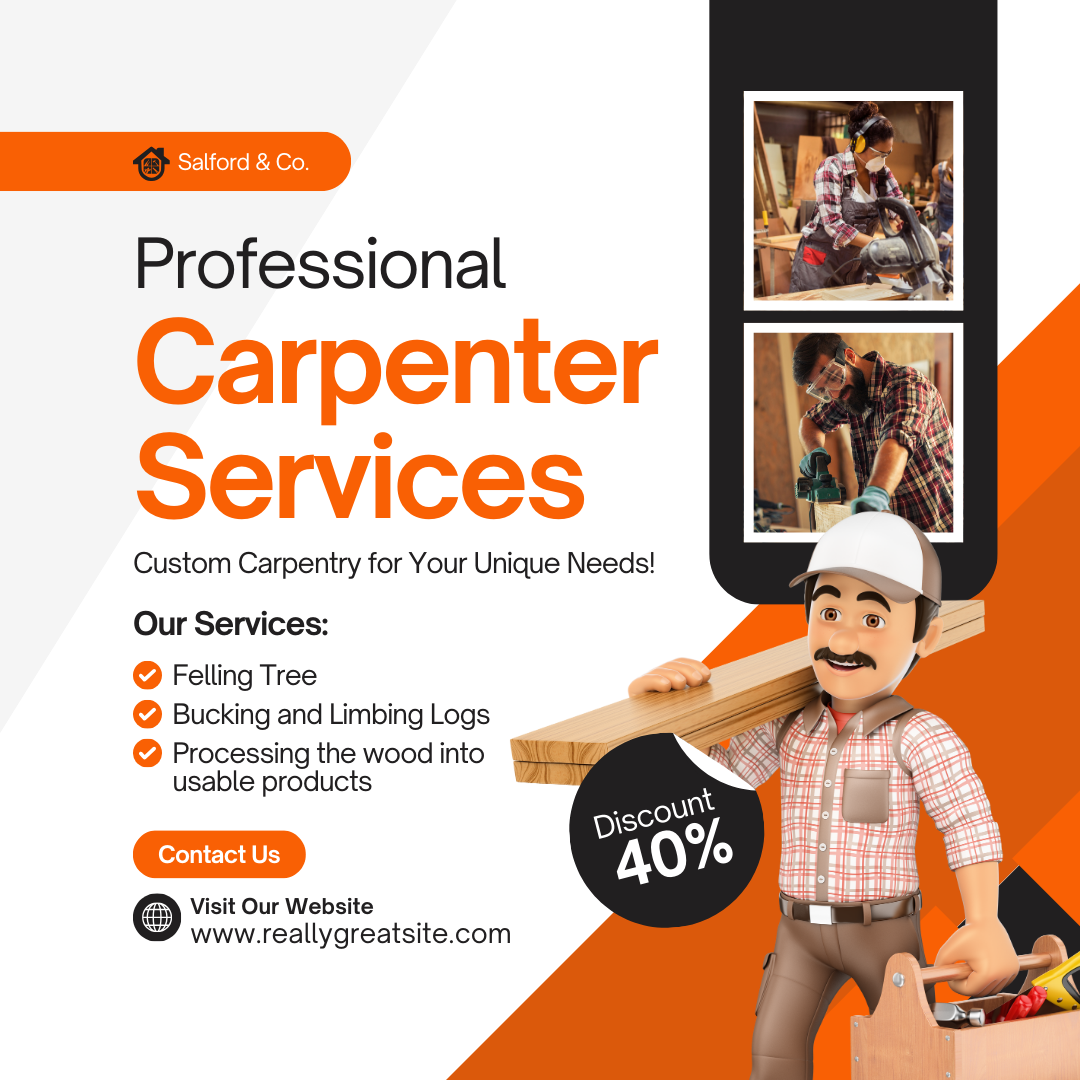 Salford & Co.
Professional
Carpenter
Services
Custom Carpentry for Your Unique Needs!
Our Services:
Felling Tree
Bucking and Limbing Logs
Processing the wood into
usable products
Discount
40%
Contact Us
Visit Our Website
www.reallygreatsite.com